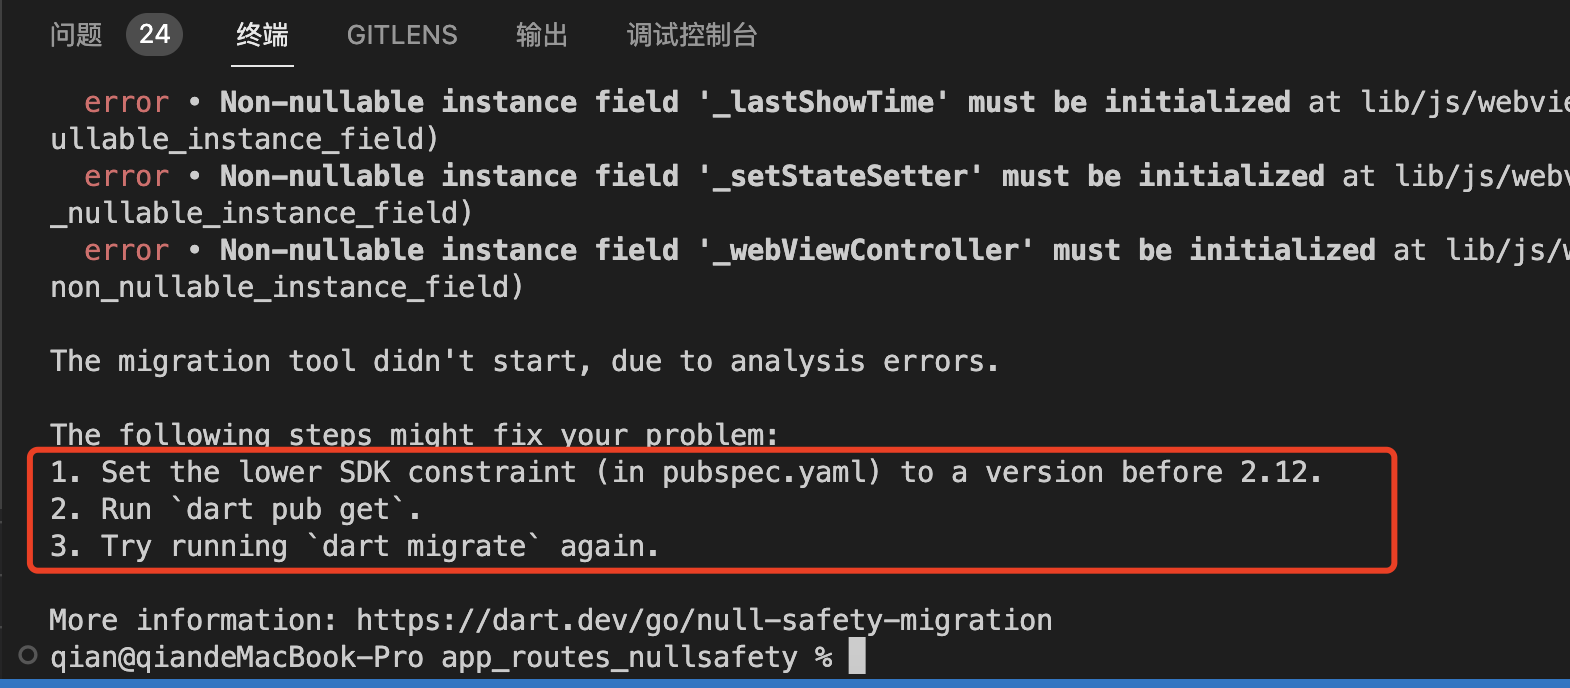 问题 24 终端 GITLENS 输出 调试控制台
error • Non-nullable instance field '_lastShowTime' must be initialized at lib/js/webvie
ullable_instance_field)
error • Non-nullable instance field '_setStateSetter' must be initialized at lib/js/webv
_nullable_instance_field)
error • Non-nullable instance field '_webViewController' must be initialized at lib/js/w
non_nullable_instance_field)
The migration tool didn't start, due to analysis errors.
The following steps might fix your problem:
1. Set the lower SDK constraint (in pubspec.yaml) to a version before 2.12.
2. Run `dart pub get`.
3. Try running `dart migrate` again.
More information: https://dart.dev/go/null-safety-migration
qian@qiandeMacBook-Pro app_routes_nullsafety %